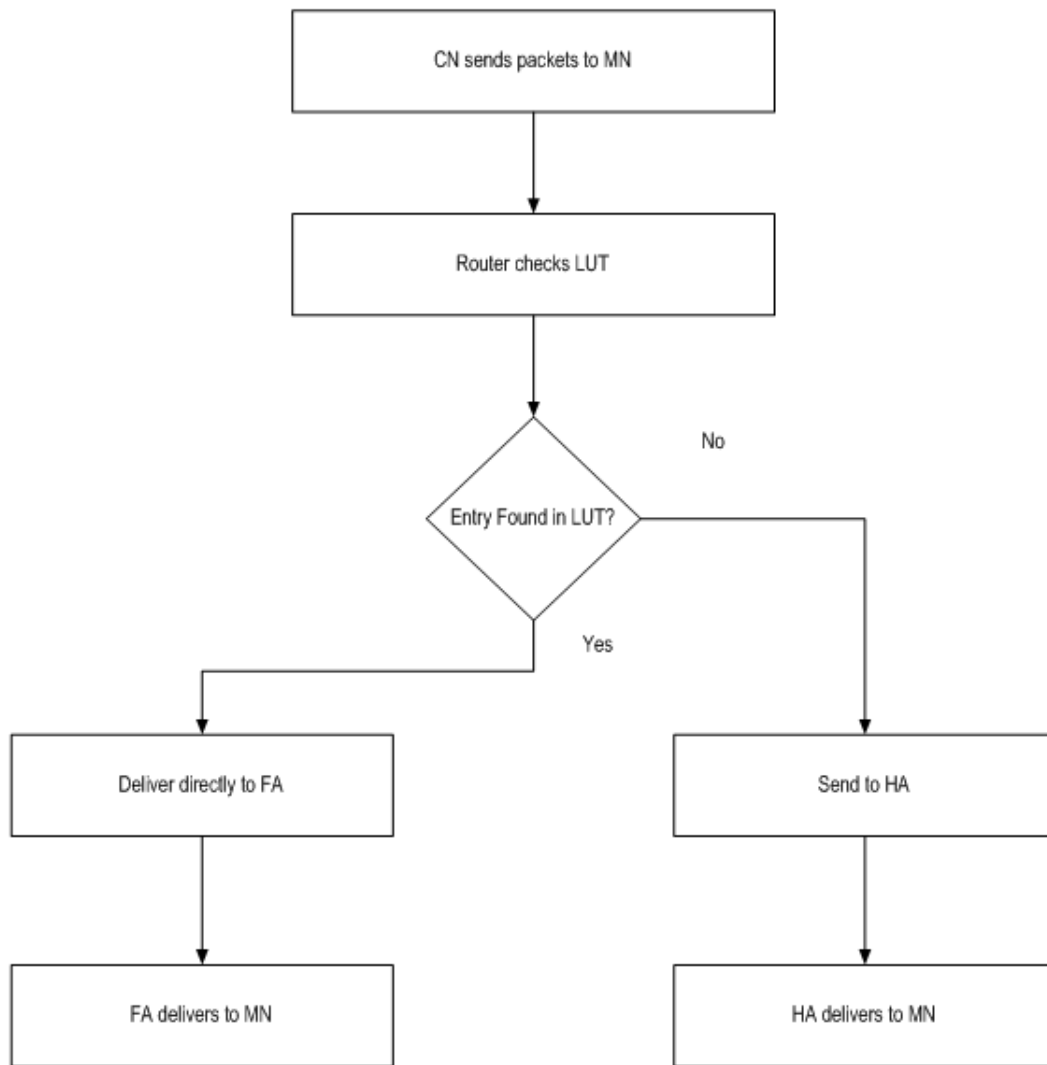 CN sends packets to MN
Router checks LUT
No
Entry Found in LUT?
Yes
Deliver directly to FA
Send to HA
FA delivers to MN
HA delivers to MN